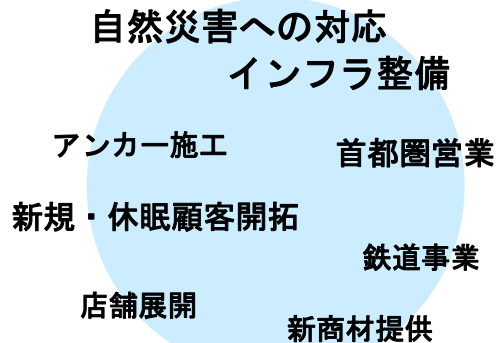 自然災害への対応
インフラ整備
アンカー施工
首都圏営業
新規・休眠顧客開拓
鉄道事業
店舗展開
新商材提供